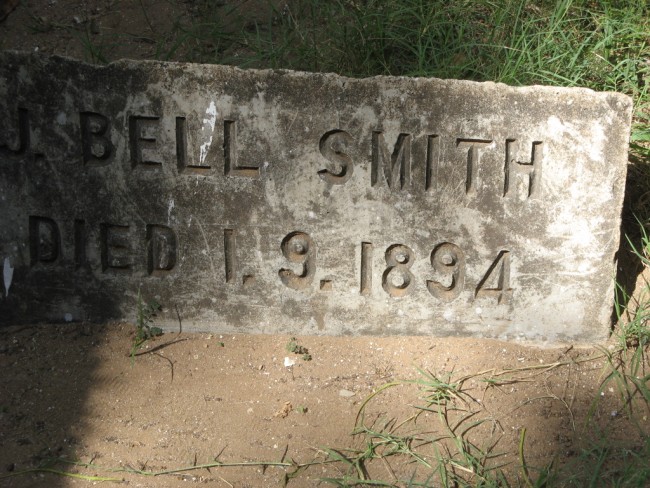 J. BELL SMITH
DIED 1.9.1894